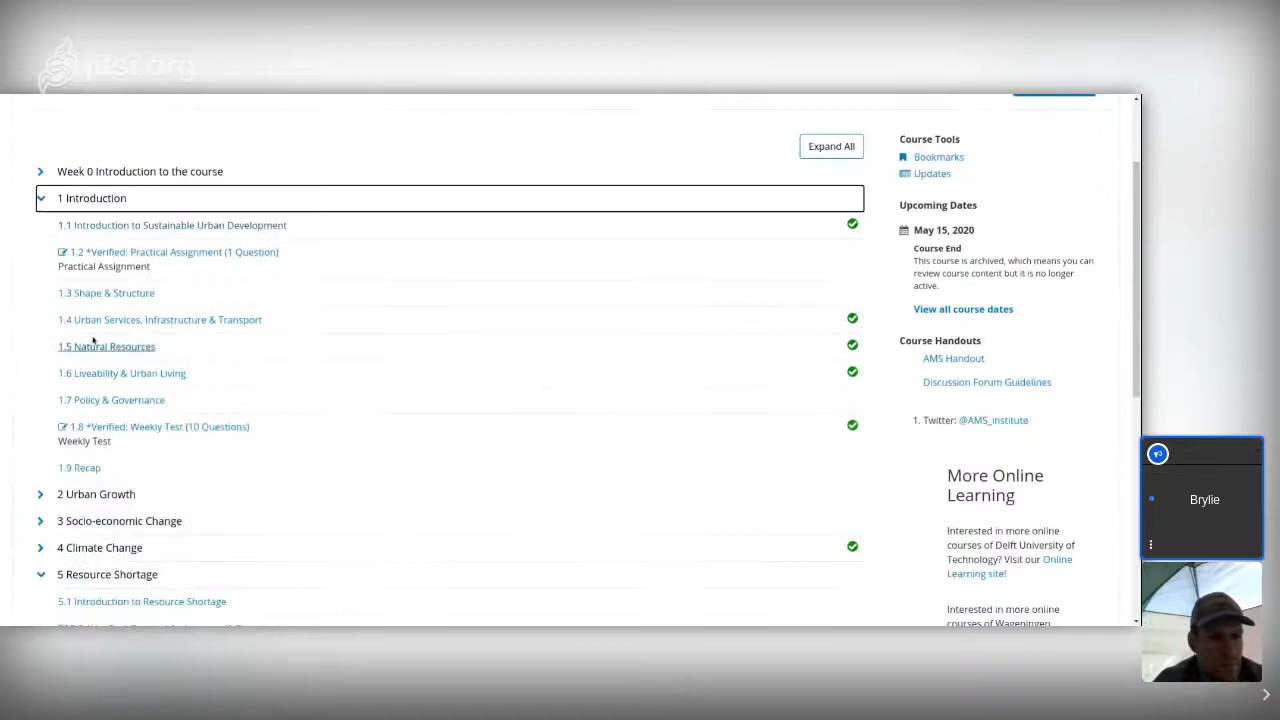 jitsi.org
Expand All
Week 0 Introduction to the course
1 Introduction
1.1 Introduction to Sustainable Urban Development
1.2 *Verified: Practical Assignment (1 Question)
Practical Assignment
1.3 Shape & Structure
1.4 Urban Services, Infrastructure & Transport
1.5 Natural Resources
1.6 Liveability & Urban Living
1.7 Policy & Governance
1.8 *Verified: Weekly Test (10 Questions)
Weekly Test
1.9 Recap
2 Urban Growth
3 Socio-economic Change
4 Climate Change
5 Resource Shortage
5.1 Introduction to Resource Shortage
Course Tools
Bookmarks
Updates
Upcoming Dates
May 15, 2020
Course End
This course is archived, which means you can
review course content but it is no longer
active.
View all course dates
Course Handouts
AMS Handout
Discussion Forum Guidelines
1. Twitter: @AMS_institute
More Online
Learning
Interested in more online
courses of Delft University of
Technology? Visit our Online
Learning site!
Interested in more online
courses of Wageningen
Brylie